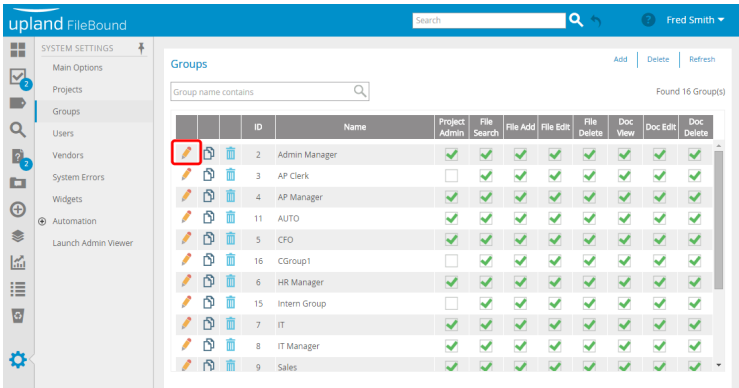 upland FileBound
Search
Fred Smith
SYSTEM SETTINGS
Main Options
Projects
Groups
Users
Vendors
System Errors
Widgets
Automation
Launch Admin Viewer
2
2
Groups
Add Delete Refresh
Group name contains
Found 16 Group(s)
ID Name Project Admin File Search File Add File Edit File Delete Doc View Doc Edit Doc Delete
2 Admin Manager
3 AP Clerk
4 AP Manager
11 AUTO
5 CFO
16 CGroup1
6 HR Manager
15 Intern Group
7 IT
8 IT Manager
9 Sales